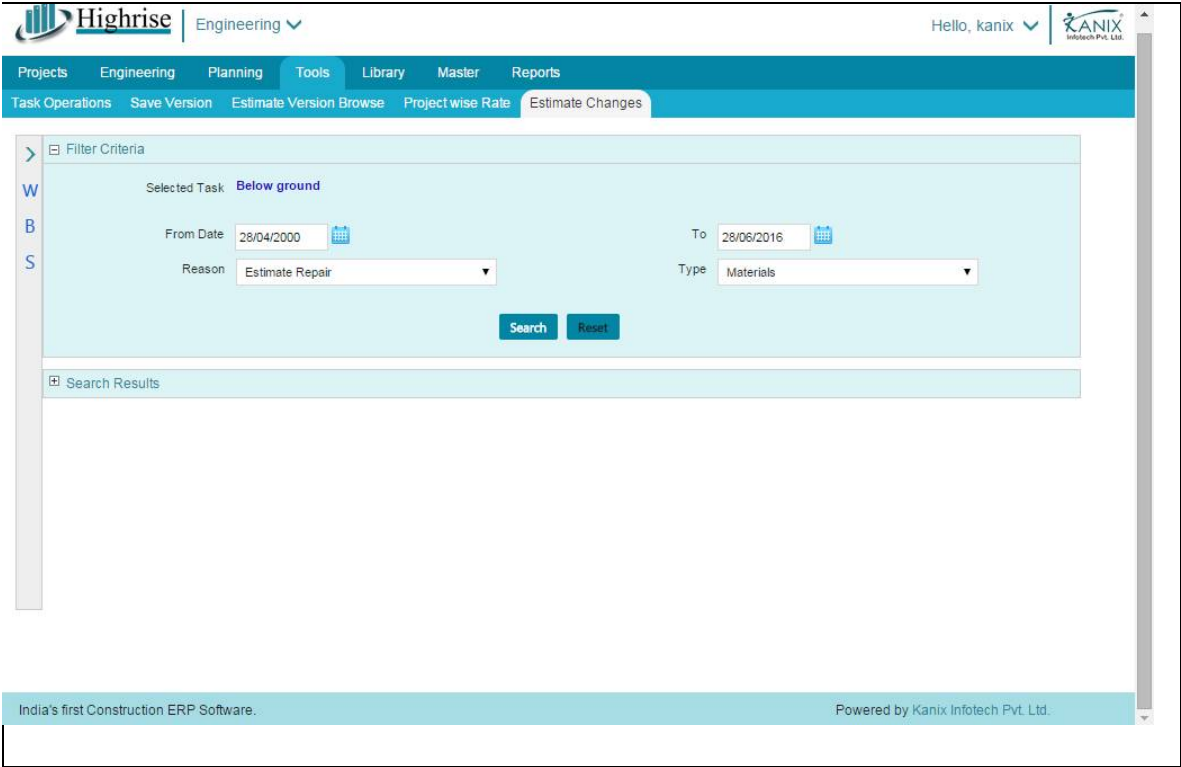 Highrise Engineering Hello, kanix KANIX
Infotech Pvt. Ltd.
Projects Engineering Planning Tools Library Master Reports
Task Operations Save Version Estimate Version Browse Project wise Rate Estimate Changes
Filter Criteria
W
B
S
Selected Task Below ground
From Date 28/04/2000 To 28/06/2016
Reason Estimate Repair Type Materials
Search Reset
Search Results
India's first Construction ERP Software. Powered by Kanix Infotech Pvt. Ltd.